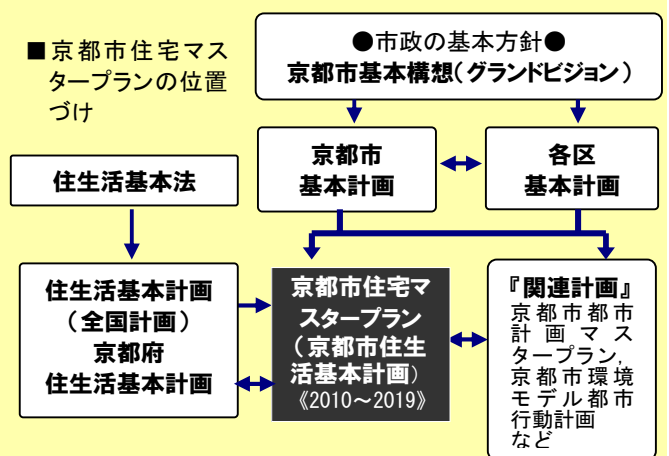 ■京都市住宅マス
タープランの位置
づけ
●市政の基本方針●
京都市基本構想（グランドビジョン）
京都市
基本計画
各区
基本計画
住生活基本法
住生活基本計画
（全国計画）
京都府
住生活基本計画
京都市住宅マ
スタープラン
（京都市住生
活基本計画）
《2010～2019》
『関連計画』
京都市都市
計画マス
タープラン，
京都市環境
モデル都市
行動計画
など